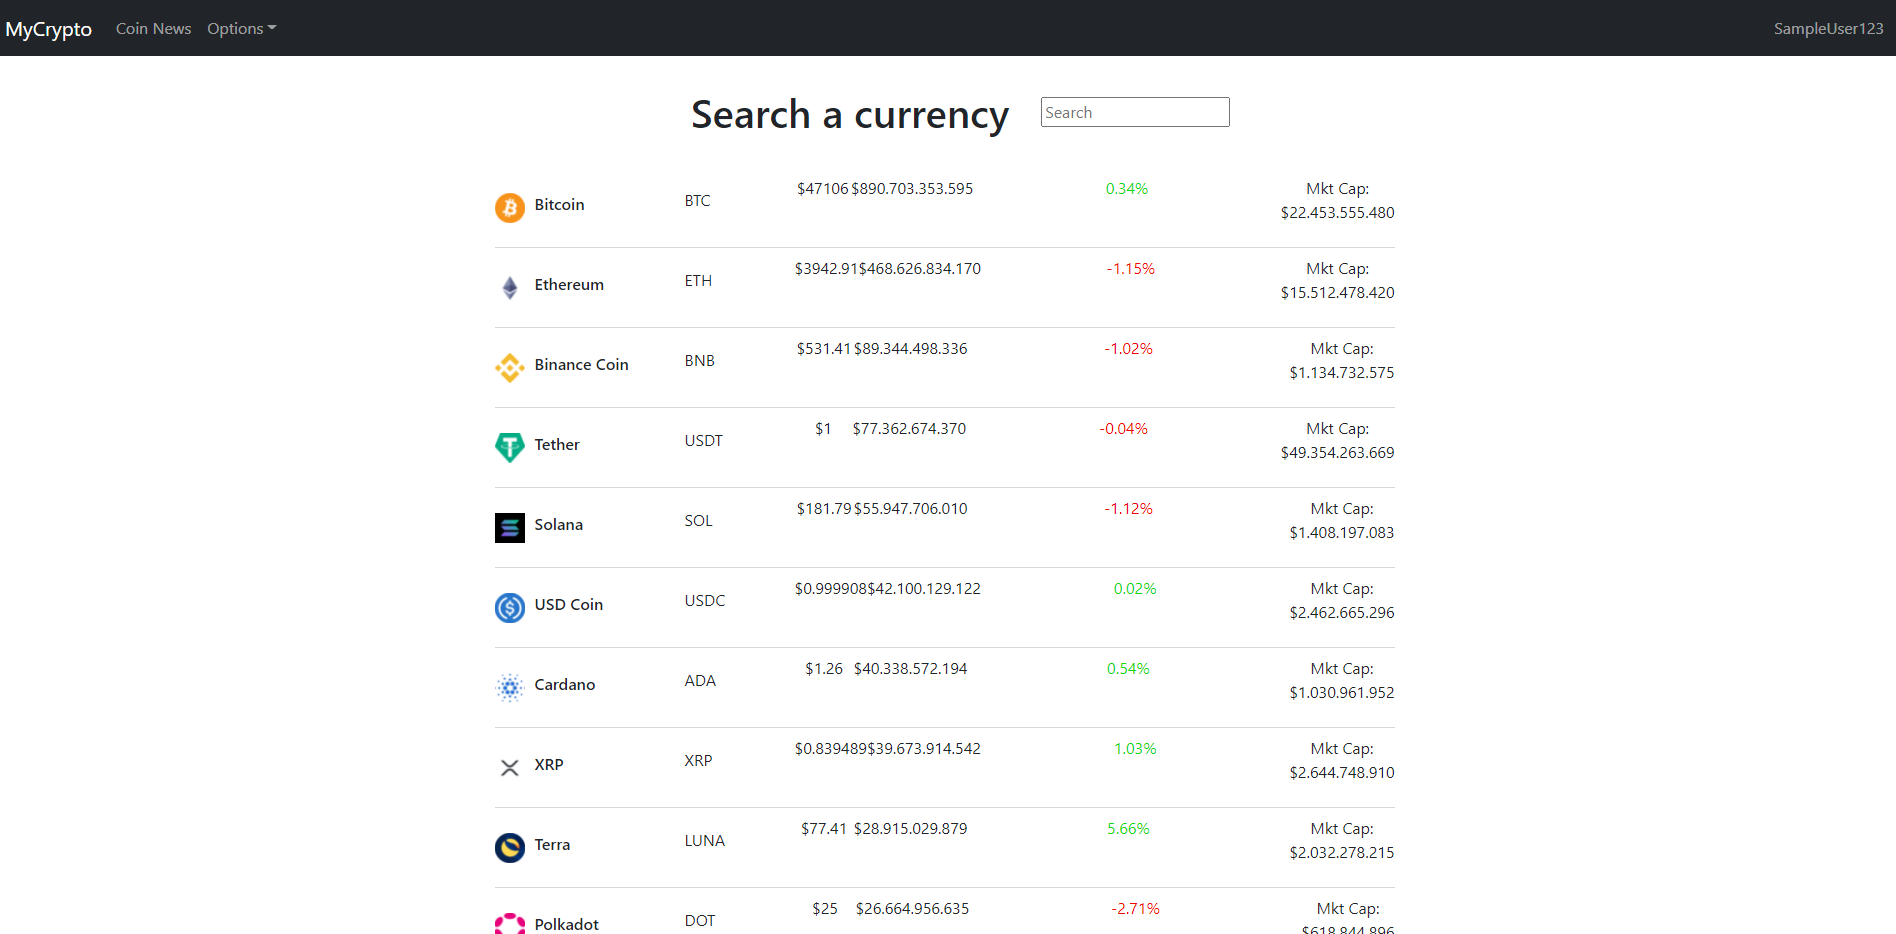 MyCrypto Coin News Options SampleUser123
Search a currency Search
Bitcoin BTC $47106 $890.703.353.595 0.34% Mkt Cap:
$22.453.555.480
Ethereum ETH $3942.91 $468.626.834.170 -1.15% Mkt Cap:
$15.512.478.420
Binance Coin BNB $531.41 $89.344.498.336 -1.02% Mkt Cap:
$1.134.732.575
Tether USDT $1 $77.362.674.370 -0.04% Mkt Cap:
$49.354.263.669
Solana SOL $181.79 $55.947.706.010 -1.12% Mkt Cap:
$1.408.197.083
USD Coin USDC $0.999908 $42.100.129.122 0.02% Mkt Cap:
$2.462.665.296
Cardano ADA $1.26 $40.338.572.194 0.54% Mkt Cap:
$1.030.961.952
XRP XRP $0.839489 $39.673.914.542 1.03% Mkt Cap:
$2.644.748.910
Terra LUNA $77.41 $28.915.029.879 5.66% Mkt Cap:
$2.032.278.215
Polkadot DOT $25 $26.664.956.635 -2.71% Mkt Cap:
$618.844.896